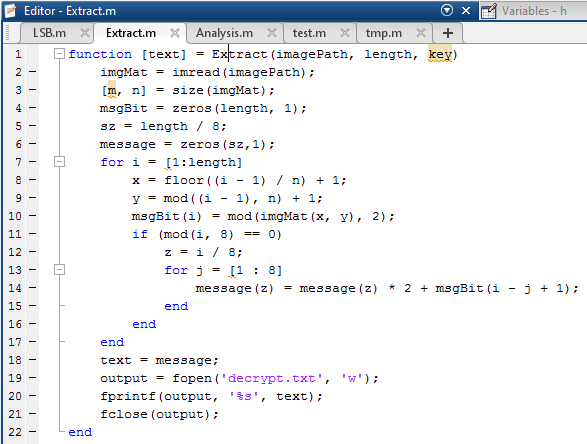 Editor - Extract.m
Variables - h
LSB.m Extract.m Analysis.m test.m tmp.m +
1 function [text] = Extract(imagePath, length, key)
2 – imgMat = imread(imagePath);
3 – [m, n] = size(imgMat);
4 – msgBit = zeros(length, 1);
5 – sz = length / 8;
6 – message = zeros(sz,1);
7 – for i = [1:length]
8 – x = floor((i - 1) / n) + 1;
9 – y = mod((i - 1), n) + 1;
10 – msgBit(i) = mod(imgMat(x, y), 2);
11 – if (mod(i, 8) == 0)
12 – z = i / 8;
13 – for j = [1 : 8]
14 – message(z) = message(z) * 2 + msgBit(i - j + 1);
15 – end
16 – end
17 – end
18 – text = message;
19 – output = fopen('decrypt.txt', 'w');
20 – fprintf(output, '%s', text);
21 – fclose(output);
22 – end